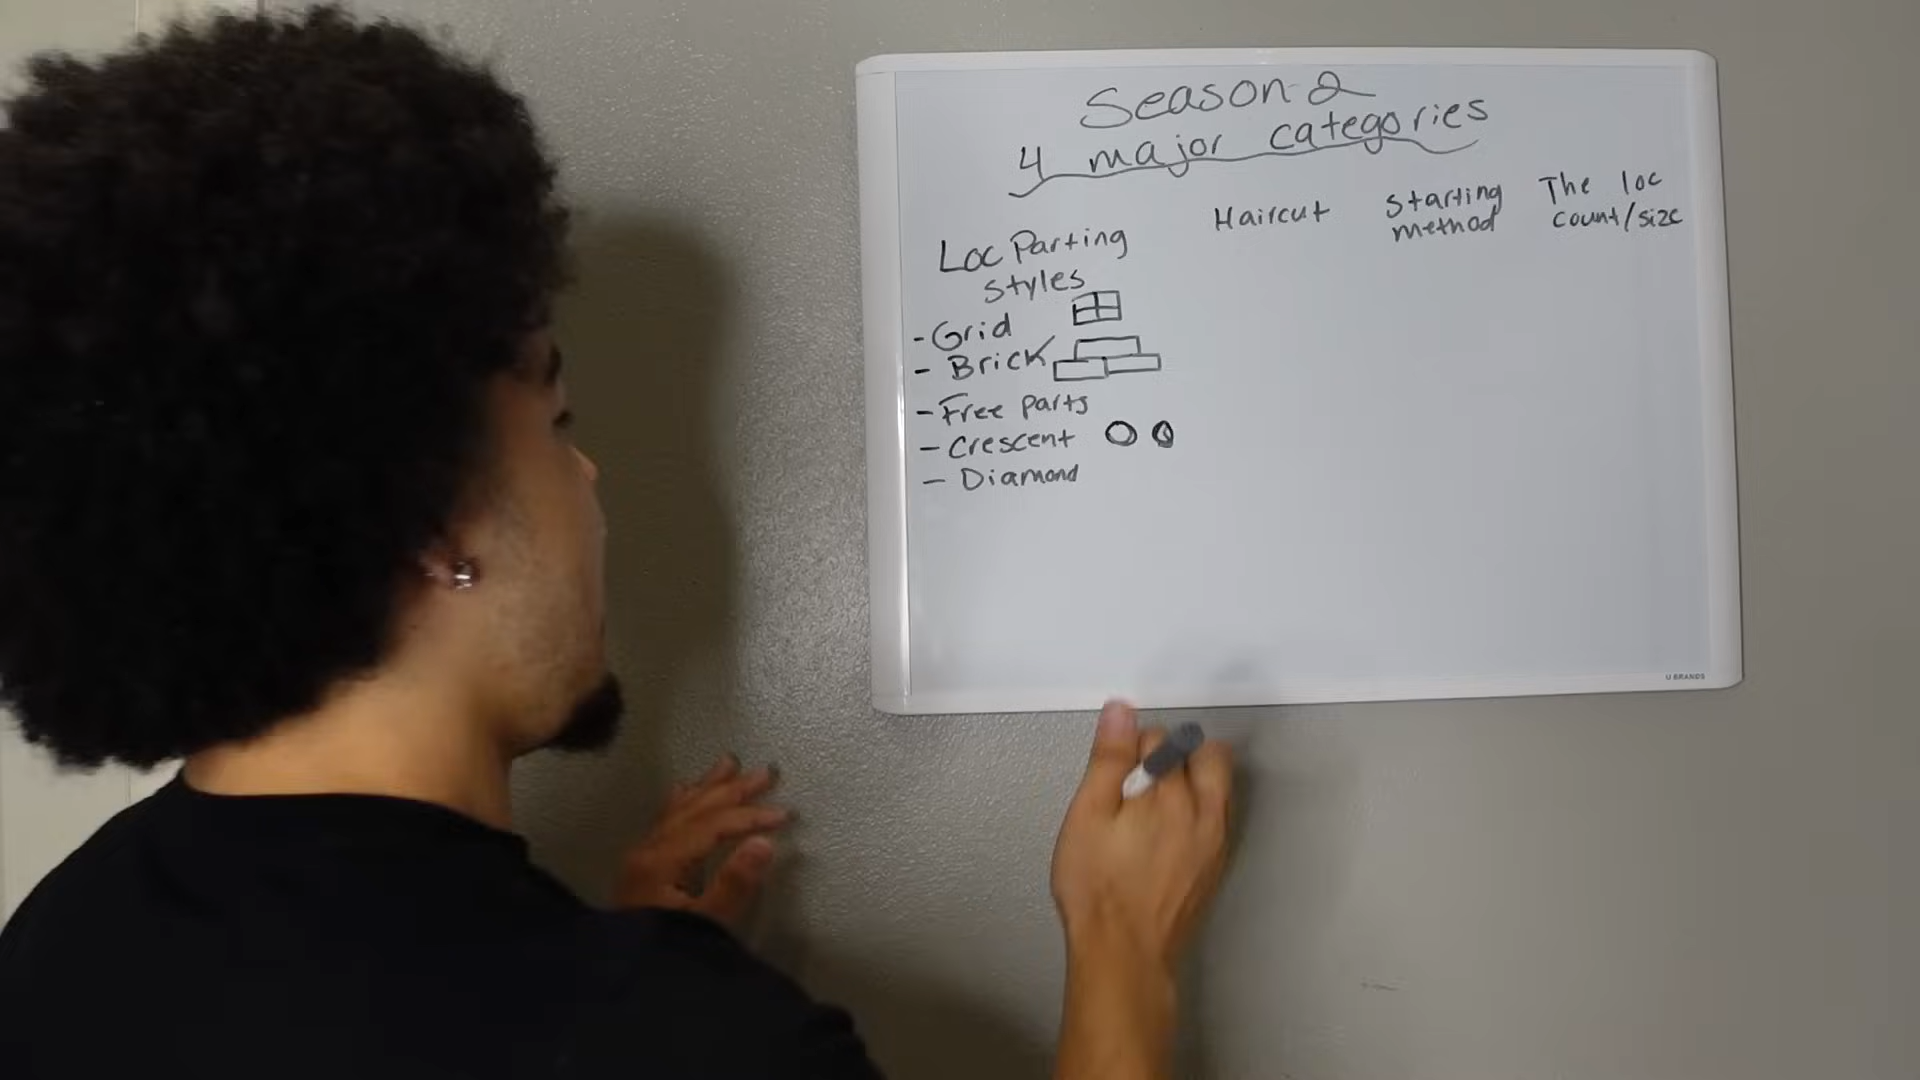 Season 2
4 major categories
Loc Parting
styles
- Grid
- Brick
- Free parts
- Crescent
- Diamond
Haircut
starting
method
The loc
count/size
U BRANDS